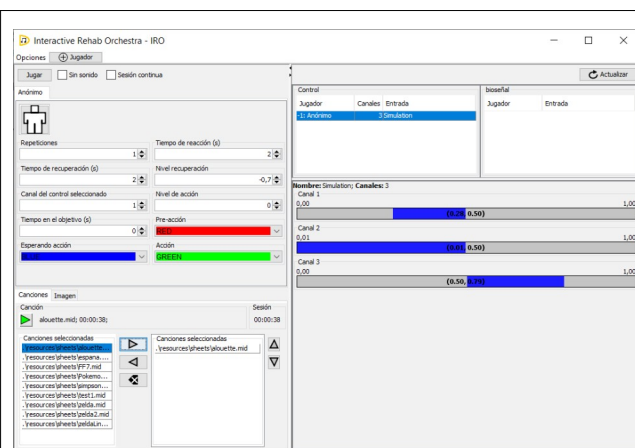 Interactive Rehab Orchestra - IRO
Opciones Jugador
Jugar Sin sonido Sesión continua
Actualizar
Anónimo
Control
Jugador Canales Entrada
-1: Anónimo 3 Simulation
bioseñal
Jugador Entrada
Repeticiones Tiempo de reacción (s)
1 2
Tiempo de recuperación (s) Nivel recuperación
2 -0,7
Canal del control seleccionado Nivel de acción
1 0
Tiempo en el objetivo (s) Pre-acción
0 RED
Esperando acción Acción
BLUE GREEN
Nombre: Simulation; Canales: 3
Canal 1
0,00 1,00
(0.29, 0.50)
Canal 2
0,01 1,00
(0.01, 0.50)
Canal 3
0,00 1,00
(0.50, 0.79)
Canciones Imagen
Canción Sesión
alouette.mid; 00:00:38; 00:00:38
Canciones seleccionadas
.\resources\sheets\alouette...
.\resources\sheets\espana....
.\resources\sheets\FF7.mid
.\resources\sheets\Pokemo...
.\resources\sheets\simpson...
.\resources\sheets\test1.mid
.\resources\sheets\zelda.mid
.\resources\sheets\zelda2.mid
.\resources\sheets\zeldaLin...
Canciones seleccionadas
.\resources\sheets\alouette.mid